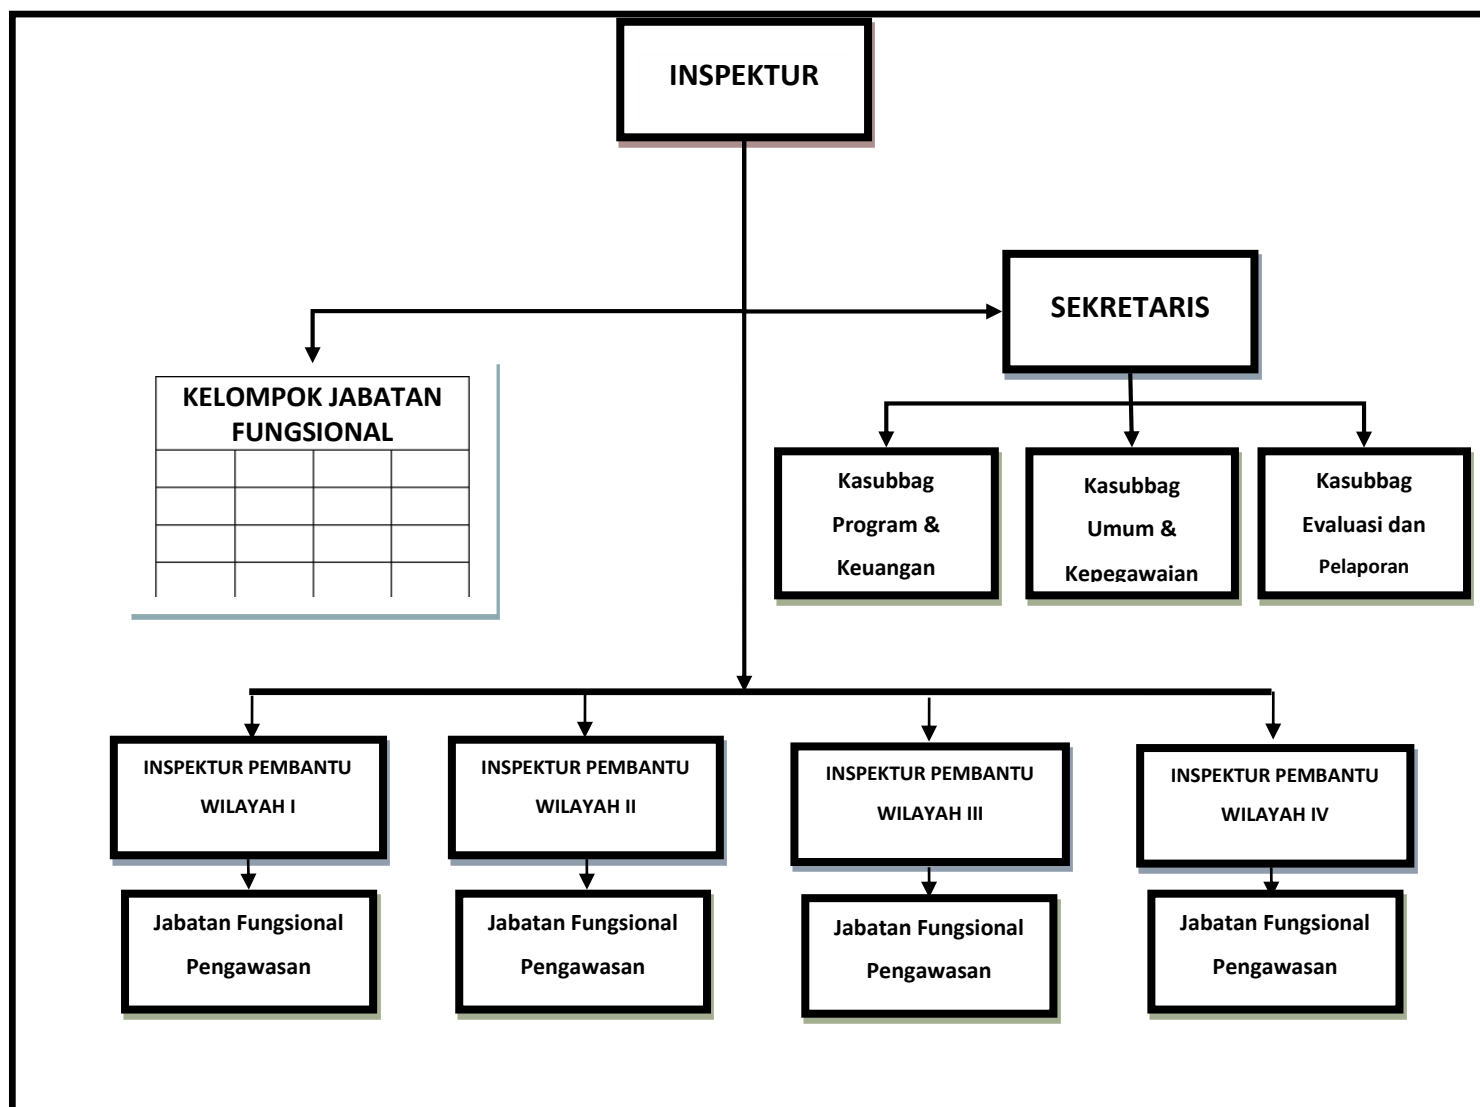 INSPEKTUR
SEKRETARIS
KELOMPOK JABATAN
FUNGSIONAL
Kasubbag
Program &
Keuangan
Kasubbag
Umum &
Kepegawaian
Kasubbag
Evaluasi dan
Pelaporan
INSPEKTUR PEMBANTU
WILAYAH I
INSPEKTUR PEMBANTU
WILAYAH II
INSPEKTUR PEMBANTU
WILAYAH III
INSPEKTUR PEMBANTU
WILAYAH IV
Jabatan Fungsional
Pengawasan
Jabatan Fungsional
Pengawasan
Jabatan Fungsional
Pengawasan
Jabatan Fungsional
Pengawasan